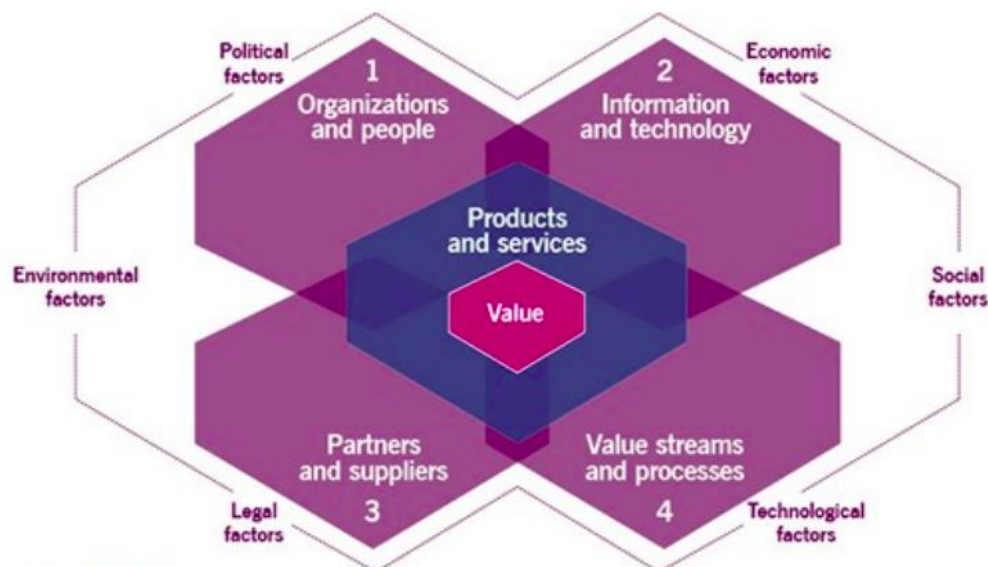 Political
factors
Economic
factors
1
Organizations
and people
2
Information
and technology
Products
and services
Environmental
factors
Value
Social
factors
Partners
and suppliers
3
Value streams
and processes
4
Legal
factors
Technological
factors